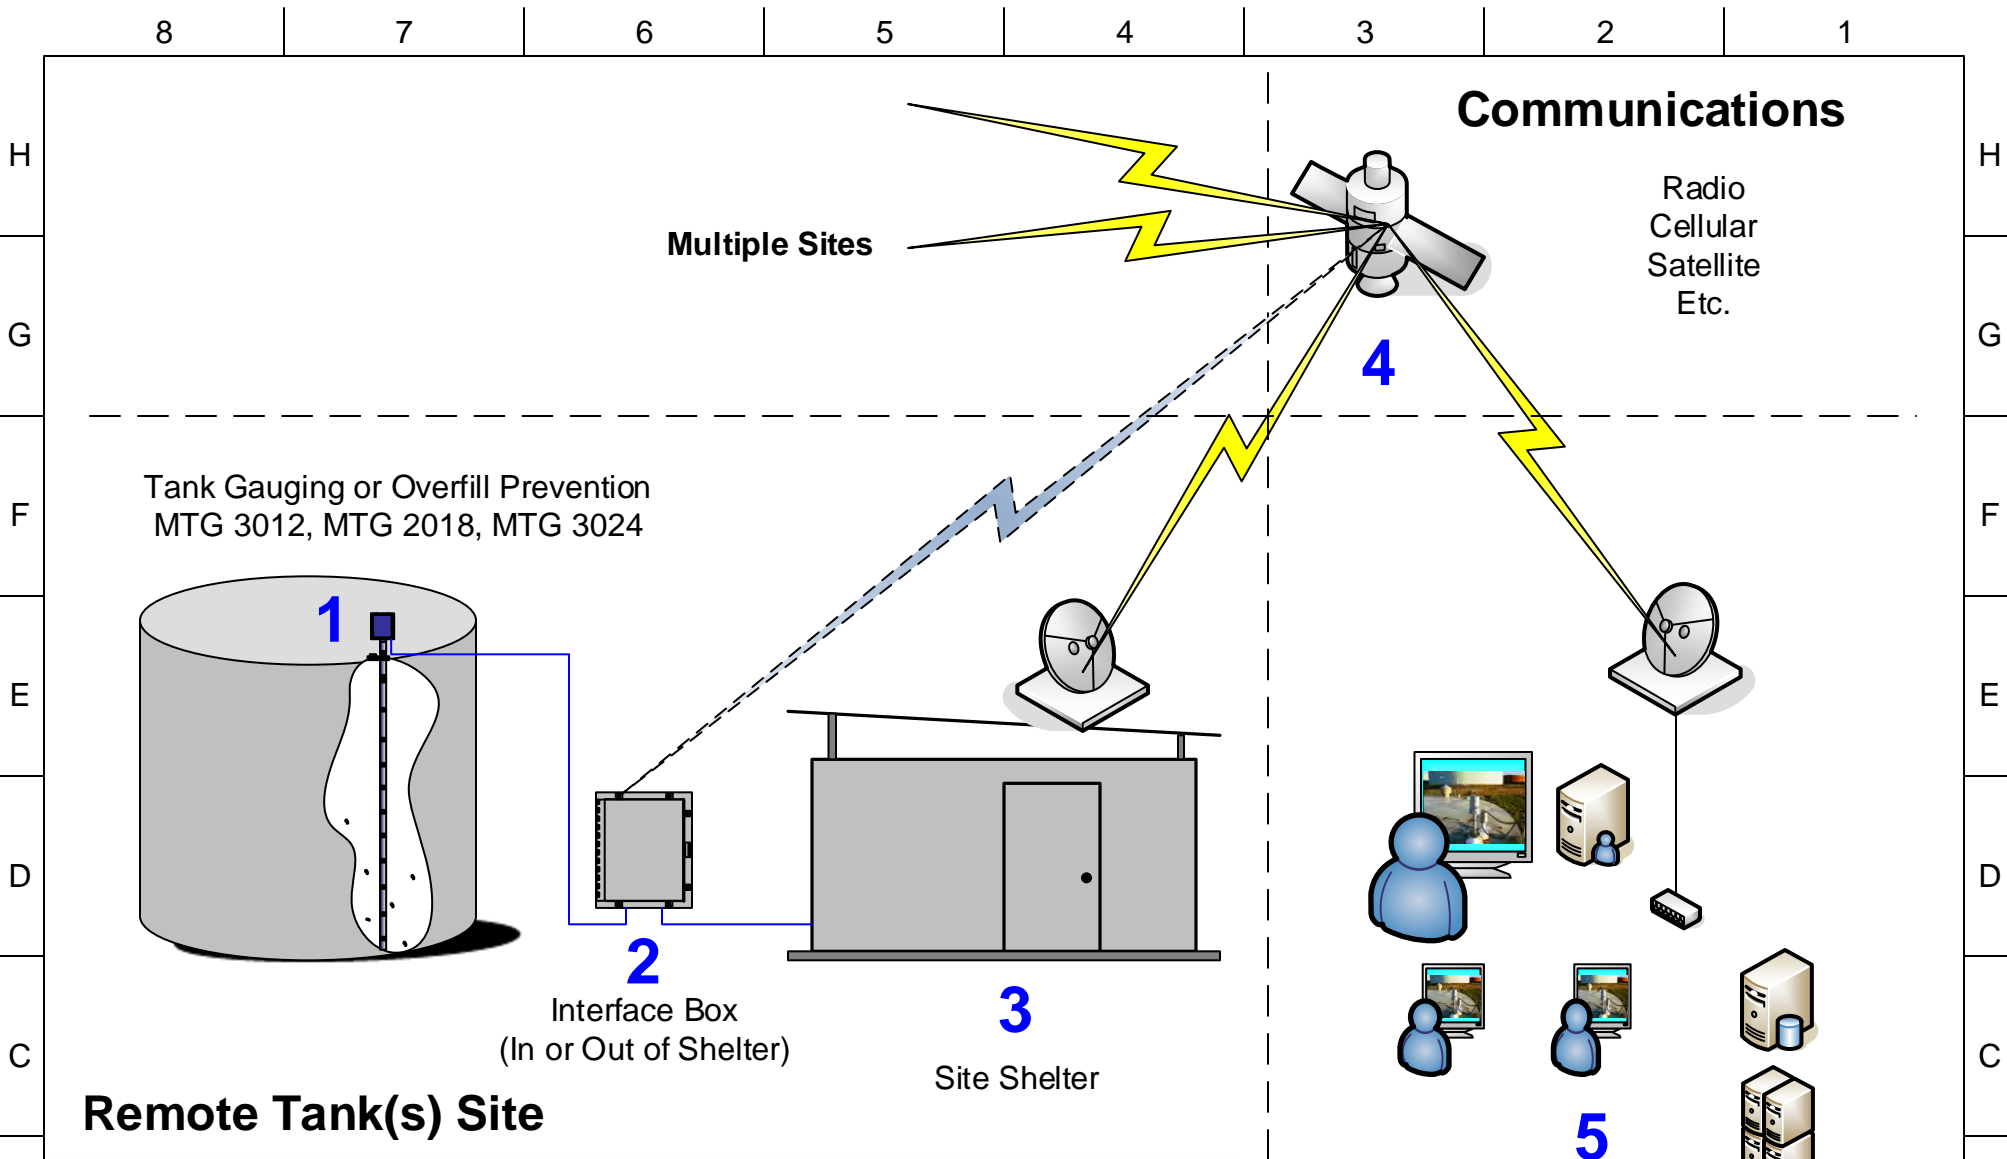 8 7 6 5 4 3 2 1
H H
Communications
Radio
Cellular
Satellite
Etc.
Multiple Sites
G G
4
Tank Gauging or Overfill Prevention
MTG 3012, MTG 2018, MTG 3024
F F
1
E E
D D
2
Interface Box
(In or Out of Shelter)
3
Site Shelter
C C
Remote Tank(s) Site
5